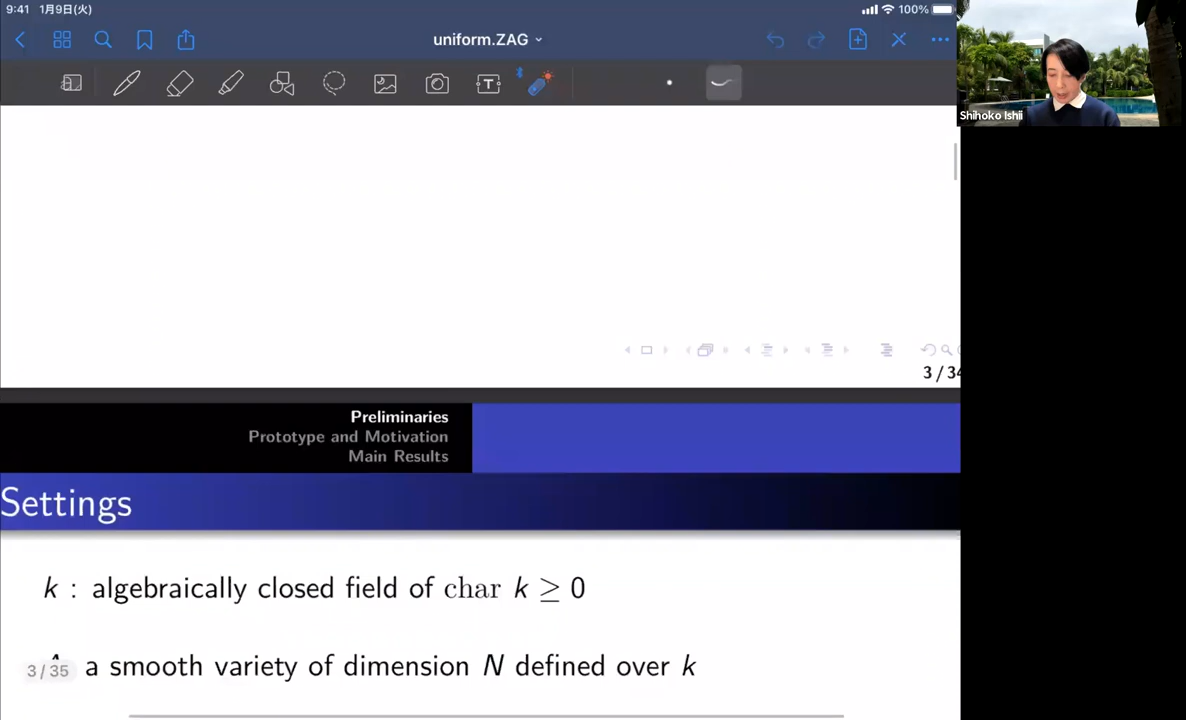 9:41 1月9日(火)
100%
uniform.ZAG
T
Shihoko Ishii
3 / 34
Preliminaries
Prototype and Motivation
Main Results
Settings
k : algebraically closed field of char k ≥ 0
a smooth variety of dimension N defined over k
3 / 35